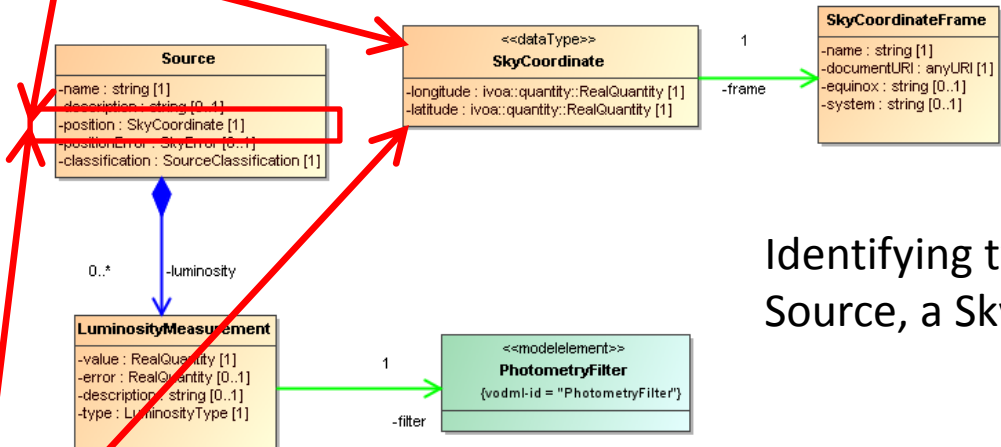 Source
-name : string [1]
-description : string [0..1]
-position : SkyCoordinate [1]
-positionError : SkyError [0..1]
-classification : SourceClassification [1]
<<dataType>>
SkyCoordinate
-longitude : ivoa::quantity::RealQuantity [1]
-latitude : ivoa::quantity::RealQuantity [1]
1
-frame
SkyCoordinateFrame
-name : string [1]
-documentURI : anyURI [1]
-equinox : string [0..1]
-system : string [0..1]
0..*
-luminosity
Identifying t
Source, a Sk
LuminosityMeasurement
-value : RealQuantity [1]
-error : RealQuantity [0..1]
-description : string [0..1]
-type : LuminosityType [1]
1
-filter
<<modelelement>>
PhotometryFilter
{vodml-id = "PhotometryFilter"}